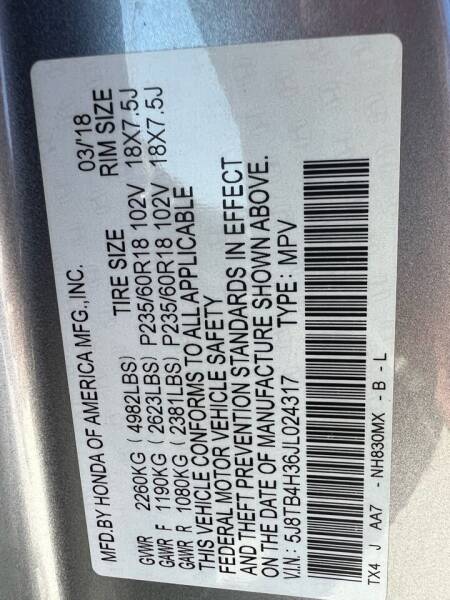 MFD.BY HONDA OF AMERICA MFG.,INC. 03/'18
TIRE SIZE RIM SIZE
GVWR 2260KG ( 4982LBS)
GAWR F 1190KG ( 2623LBS) P235/60R18 102V 18X7.5J
GAWR R 1080KG ( 2381LBS) P235/60R18 102V 18X7.5J
THIS VEHICLE CONFORMS TO ALL APPLICABLE
FEDERAL MOTOR VEHICLE SAFETY
AND THEFT PREVENTION STANDARDS IN EFFECT
ON THE DATE OF MANUFACTURE SHOWN ABOVE.
V.I.N.: 5J8TB4H36JL024317 TYPE: MPV
TX4 J AA7 -NH830MX -B-L